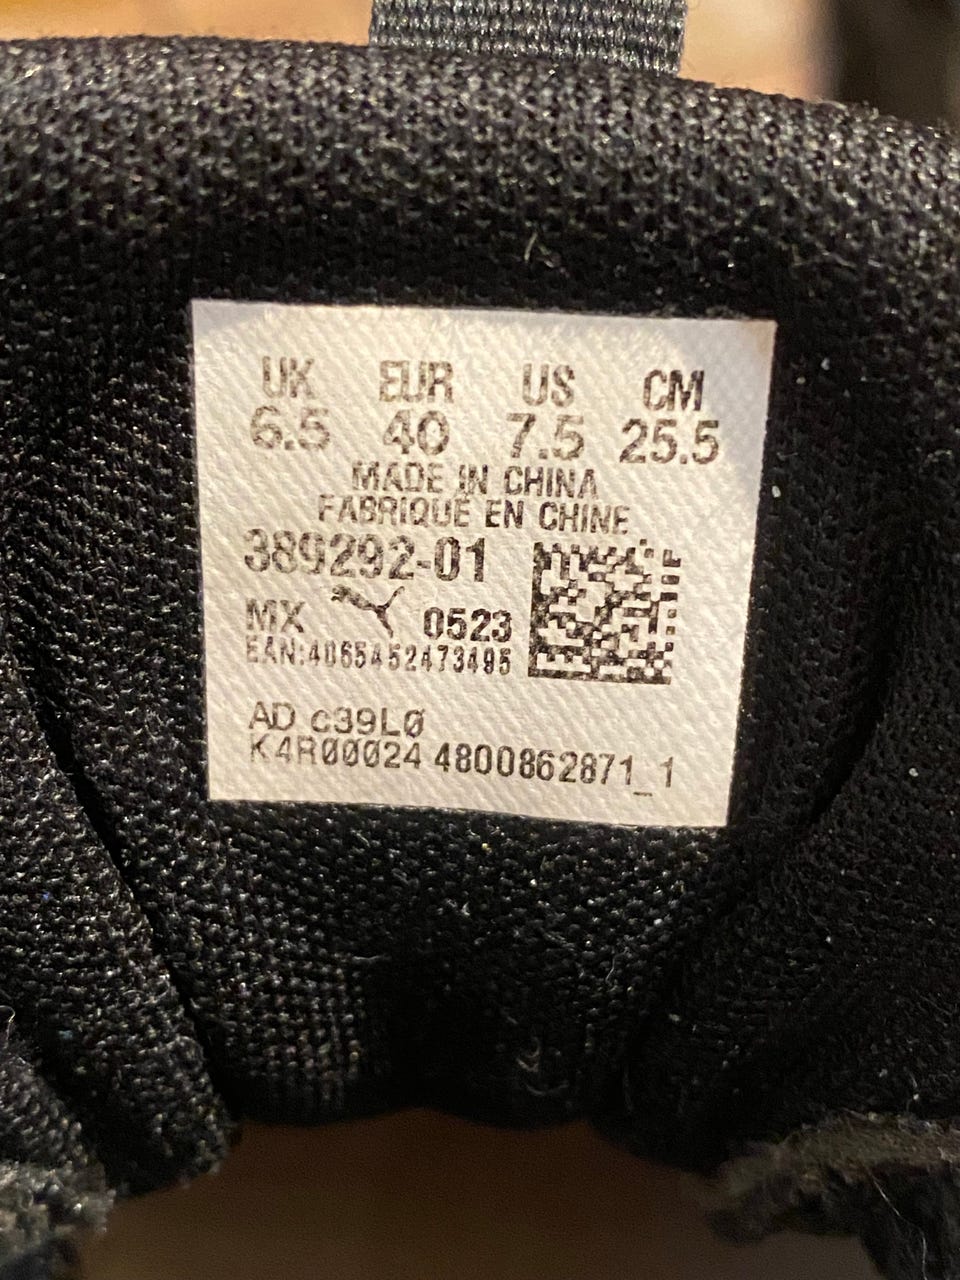 UK EUR US CM
6.5 40 7.5 25.5
MADE IN CHINA
FABRIQUE EN CHINE
389292-01
MX 0523
EAN:4065452473495
AD c39LØ
K4R00024 4800862871_1